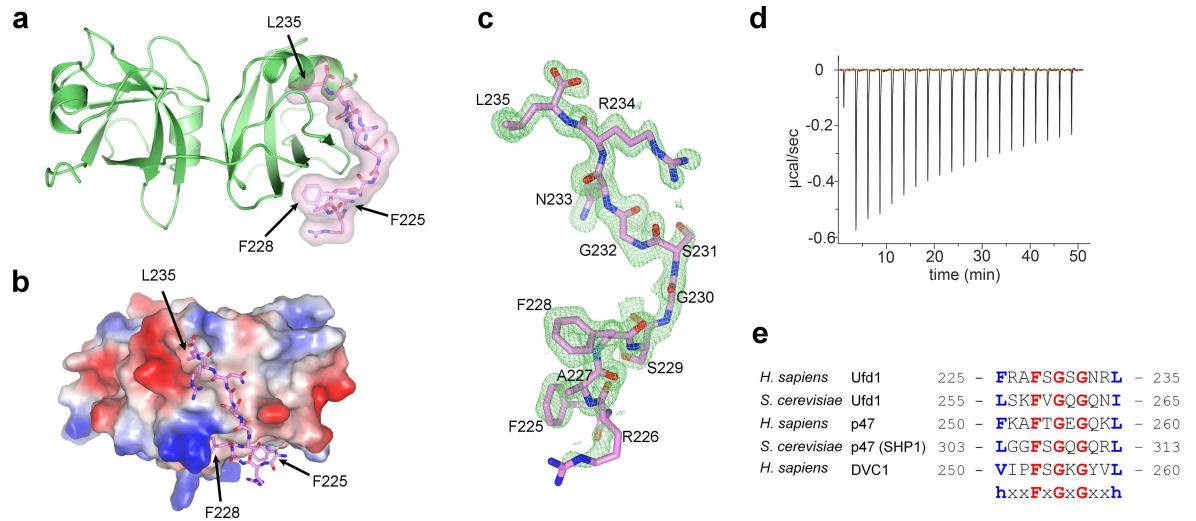 a
L235
F228
F225
b
L235
F228
F225
c
L235
R234
N233
G232
S231
G230
F228
S229
A227
F225
R226
d
0
-0.2
-0.4
-0.6
µcal/sec
0 10 20 30 40 50
time (min)
e
H. sapiens Ufd1 225 – FRAFSGSGNRL – 235
S. cerevisiae Ufd1 255 – LSKFVGQGQNI – 265
H. sapiens p47 250 – FKAFTGEGQKL – 260
S. cerevisiae p47 (SHP1) 303 – LGGFSQGQRL – 313
H. sapiens DVC1 250 – VIPFSGKGYVL – 260
hxxFxGxGxxh